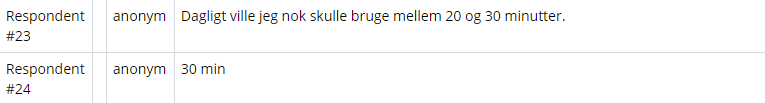 Respondent #23 anonym Dagligt ville jeg nok skulle bruge mellem 20 og 30 minutter.
Respondent #24 anonym 30 min